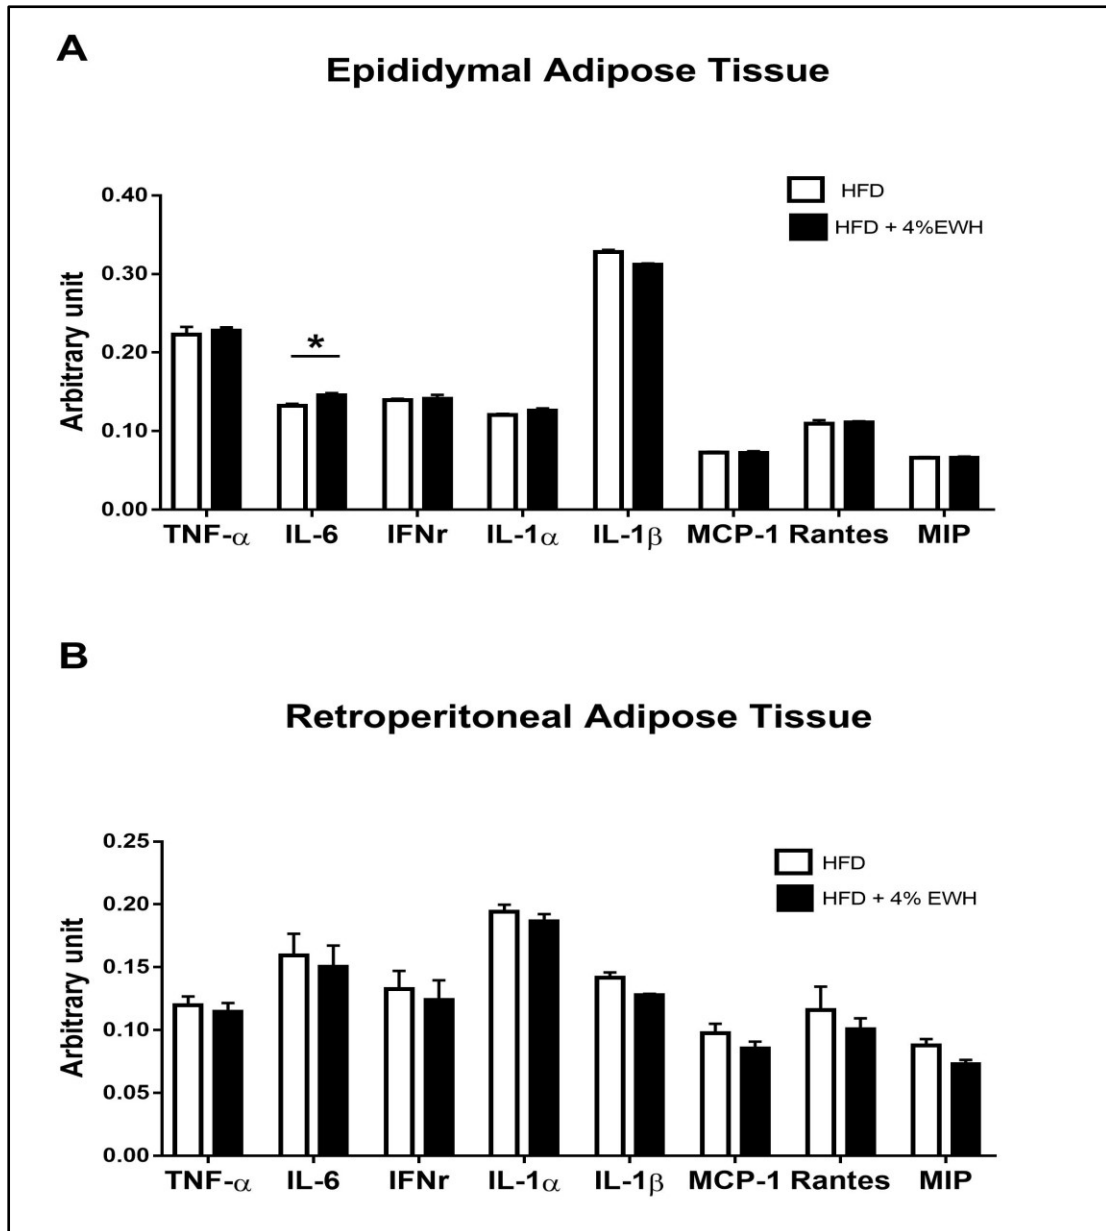 A
Epididymal Adipose Tissue
HFD
HFD + 4%EWH
Arbitrary unit
0.40
0.30
0.20
0.10
0.00
*
TNF-α IL-6 IFNr IL-1α IL-1β MCP-1 Rantes MIP
B
Retroperitoneal Adipose Tissue
HFD
HFD + 4% EWH
Arbitrary unit
0.25
0.20
0.15
0.10
0.05
0.00
TNF-α IL-6 IFNr IL-1α IL-1β MCP-1 Rantes MIP